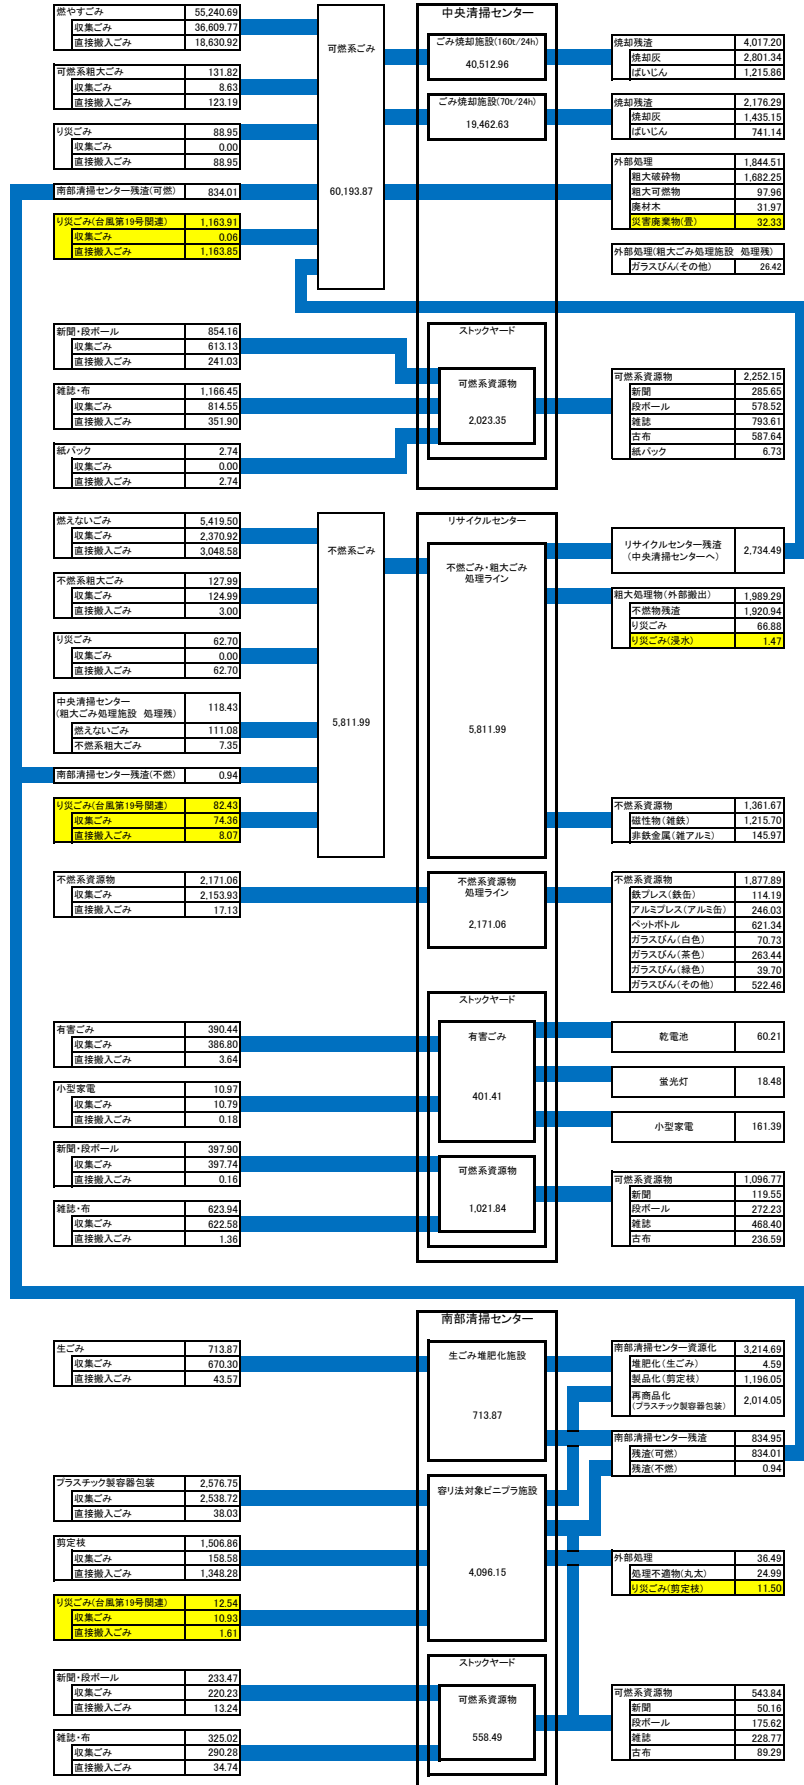 中央清掃センター
燃やすごみ 55,240.69
収集ごみ 36,609.77
直接搬入ごみ 18,630.92
可燃系粗大ごみ 131.82
収集ごみ 8.63
直接搬入ごみ 123.19
り災ごみ 88.95
収集ごみ 0.00
直接搬入ごみ 88.95
南部清掃センター残渣(可燃) 834.01
り災ごみ(台風第19号関連) 1,163.91
収集ごみ 0.06
直接搬入ごみ 1,163.85
可燃系ごみ
60,193.87
ごみ焼却施設(160t/24h)
40,512.96
ごみ焼却施設(70t/24h)
19,462.63
焼却残渣 4,017.20
焼却灰 2,801.34
ばいじん 1,215.86
焼却残渣 2,176.29
焼却灰 1,435.15
ばいじん 741.14
外部処理 1,844.51
粗大破砕物 1,682.25
粗大可燃物 97.96
廃材木 31.97
災害廃棄物(畳) 32.33
外部処理(粗大ごみ処理施設 処理残)
ガラスびん(その他) 26.42
新聞・段ボール 854.16
収集ごみ 613.13
直接搬入ごみ 241.03
雑誌・布 1,166.45
収集ごみ 814.55
直接搬入ごみ 351.90
紙パック 2.74
収集ごみ 0.00
直接搬入ごみ 2.74
ストックヤード
可燃系資源物
2,023.35
可燃系資源物 2,252.15
新聞 285.65
段ボール 578.52
雑誌 793.61
古布 587.64
紙パック 6.73
リサイクルセンター
燃えないごみ 5,419.50
収集ごみ 2,370.92
直接搬入ごみ 3,048.58
不燃系粗大ごみ 127.99
収集ごみ 124.99
直接搬入ごみ 3.00
り災ごみ 62.70
収集ごみ 0.00
直接搬入ごみ 62.70
中央清掃センター
(粗大ごみ処理施設 処理残) 118.43
燃えないごみ 111.08
不燃系粗大ごみ 7.35
南部清掃センター残渣(不燃) 0.94
り災ごみ(台風第19号関連) 82.43
収集ごみ 74.36
直接搬入ごみ 8.07
不燃系ごみ
5,811.99
不燃ごみ・粗大ごみ
処理ライン
5,811.99
リサイクルセンター残渣
(中央清掃センターへ) 2,734.49
粗大処理物(外部搬出) 1,989.29
不燃物残渣 1,920.94
り災ごみ 66.88
り災ごみ(浸水) 1.47
不燃系資源物 1,361.67
磁性物(雑鉄) 1,215.70
非鉄金属(雑アルミ) 145.97
不燃系資源物 2,171.06
収集ごみ 2,153.93
直接搬入ごみ 17.13
不燃系資源物
処理ライン
2,171.06
不燃系資源物 1,877.89
鉄プレス(鉄缶) 114.19
アルミプレス(アルミ缶) 246.03
ペットボトル 621.34
ガラスびん(白色) 70.73
ガラスびん(茶色) 263.44
ガラスびん(緑色) 39.70
ガラスびん(その他) 522.46
ストックヤード
有害ごみ 390.44
収集ごみ 386.80
直接搬入ごみ 3.64
小型家電 10.97
収集ごみ 10.79
直接搬入ごみ 0.18
有害ごみ
401.41
乾電池 60.21
蛍光灯 18.48
小型家電 161.39
新聞・段ボール 397.90
収集ごみ 397.74
直接搬入ごみ 0.16
雑誌・布 623.94
収集ごみ 622.58
直接搬入ごみ 1.36
可燃系資源物
1,021.84
可燃系資源物 1,096.77
新聞 119.55
段ボール 272.23
雑誌 468.40
古布 236.59
南部清掃センター
生ごみ 713.87
収集ごみ 670.30
直接搬入ごみ 43.57
生ごみ堆肥化施設
713.87
南部清掃センター資源化 3,214.69
堆肥化(生ごみ) 4.59
製品化(剪定枝) 1,196.05
再商品化
(プラスチック製容器包装) 2,014.05
南部清掃センター残渣 834.95
残渣(可燃) 834.01
残渣(不燃) 0.94
プラスチック製容器包装 2,576.75
収集ごみ 2,538.72
直接搬入ごみ 38.03
剪定枝 1,506.86
収集ごみ 158.58
直接搬入ごみ 1,348.28
り災ごみ(台風第19号関連) 12.54
収集ごみ 10.93
直接搬入ごみ 1.61
容リ法対象ビニプラ施設
4,096.15
外部処理 36.49
処理不適物(丸太) 24.99
り災ごみ(剪定枝) 11.50
ストックヤード
新聞・段ボール 233.47
収集ごみ 220.23
直接搬入ごみ 13.24
雑誌・布 325.02
収集ごみ 290.28
直接搬入ごみ 34.74
可燃系資源物
558.49
可燃系資源物 543.84
新聞 50.16
段ボール 175.62
雑誌 228.77
古布 89.29